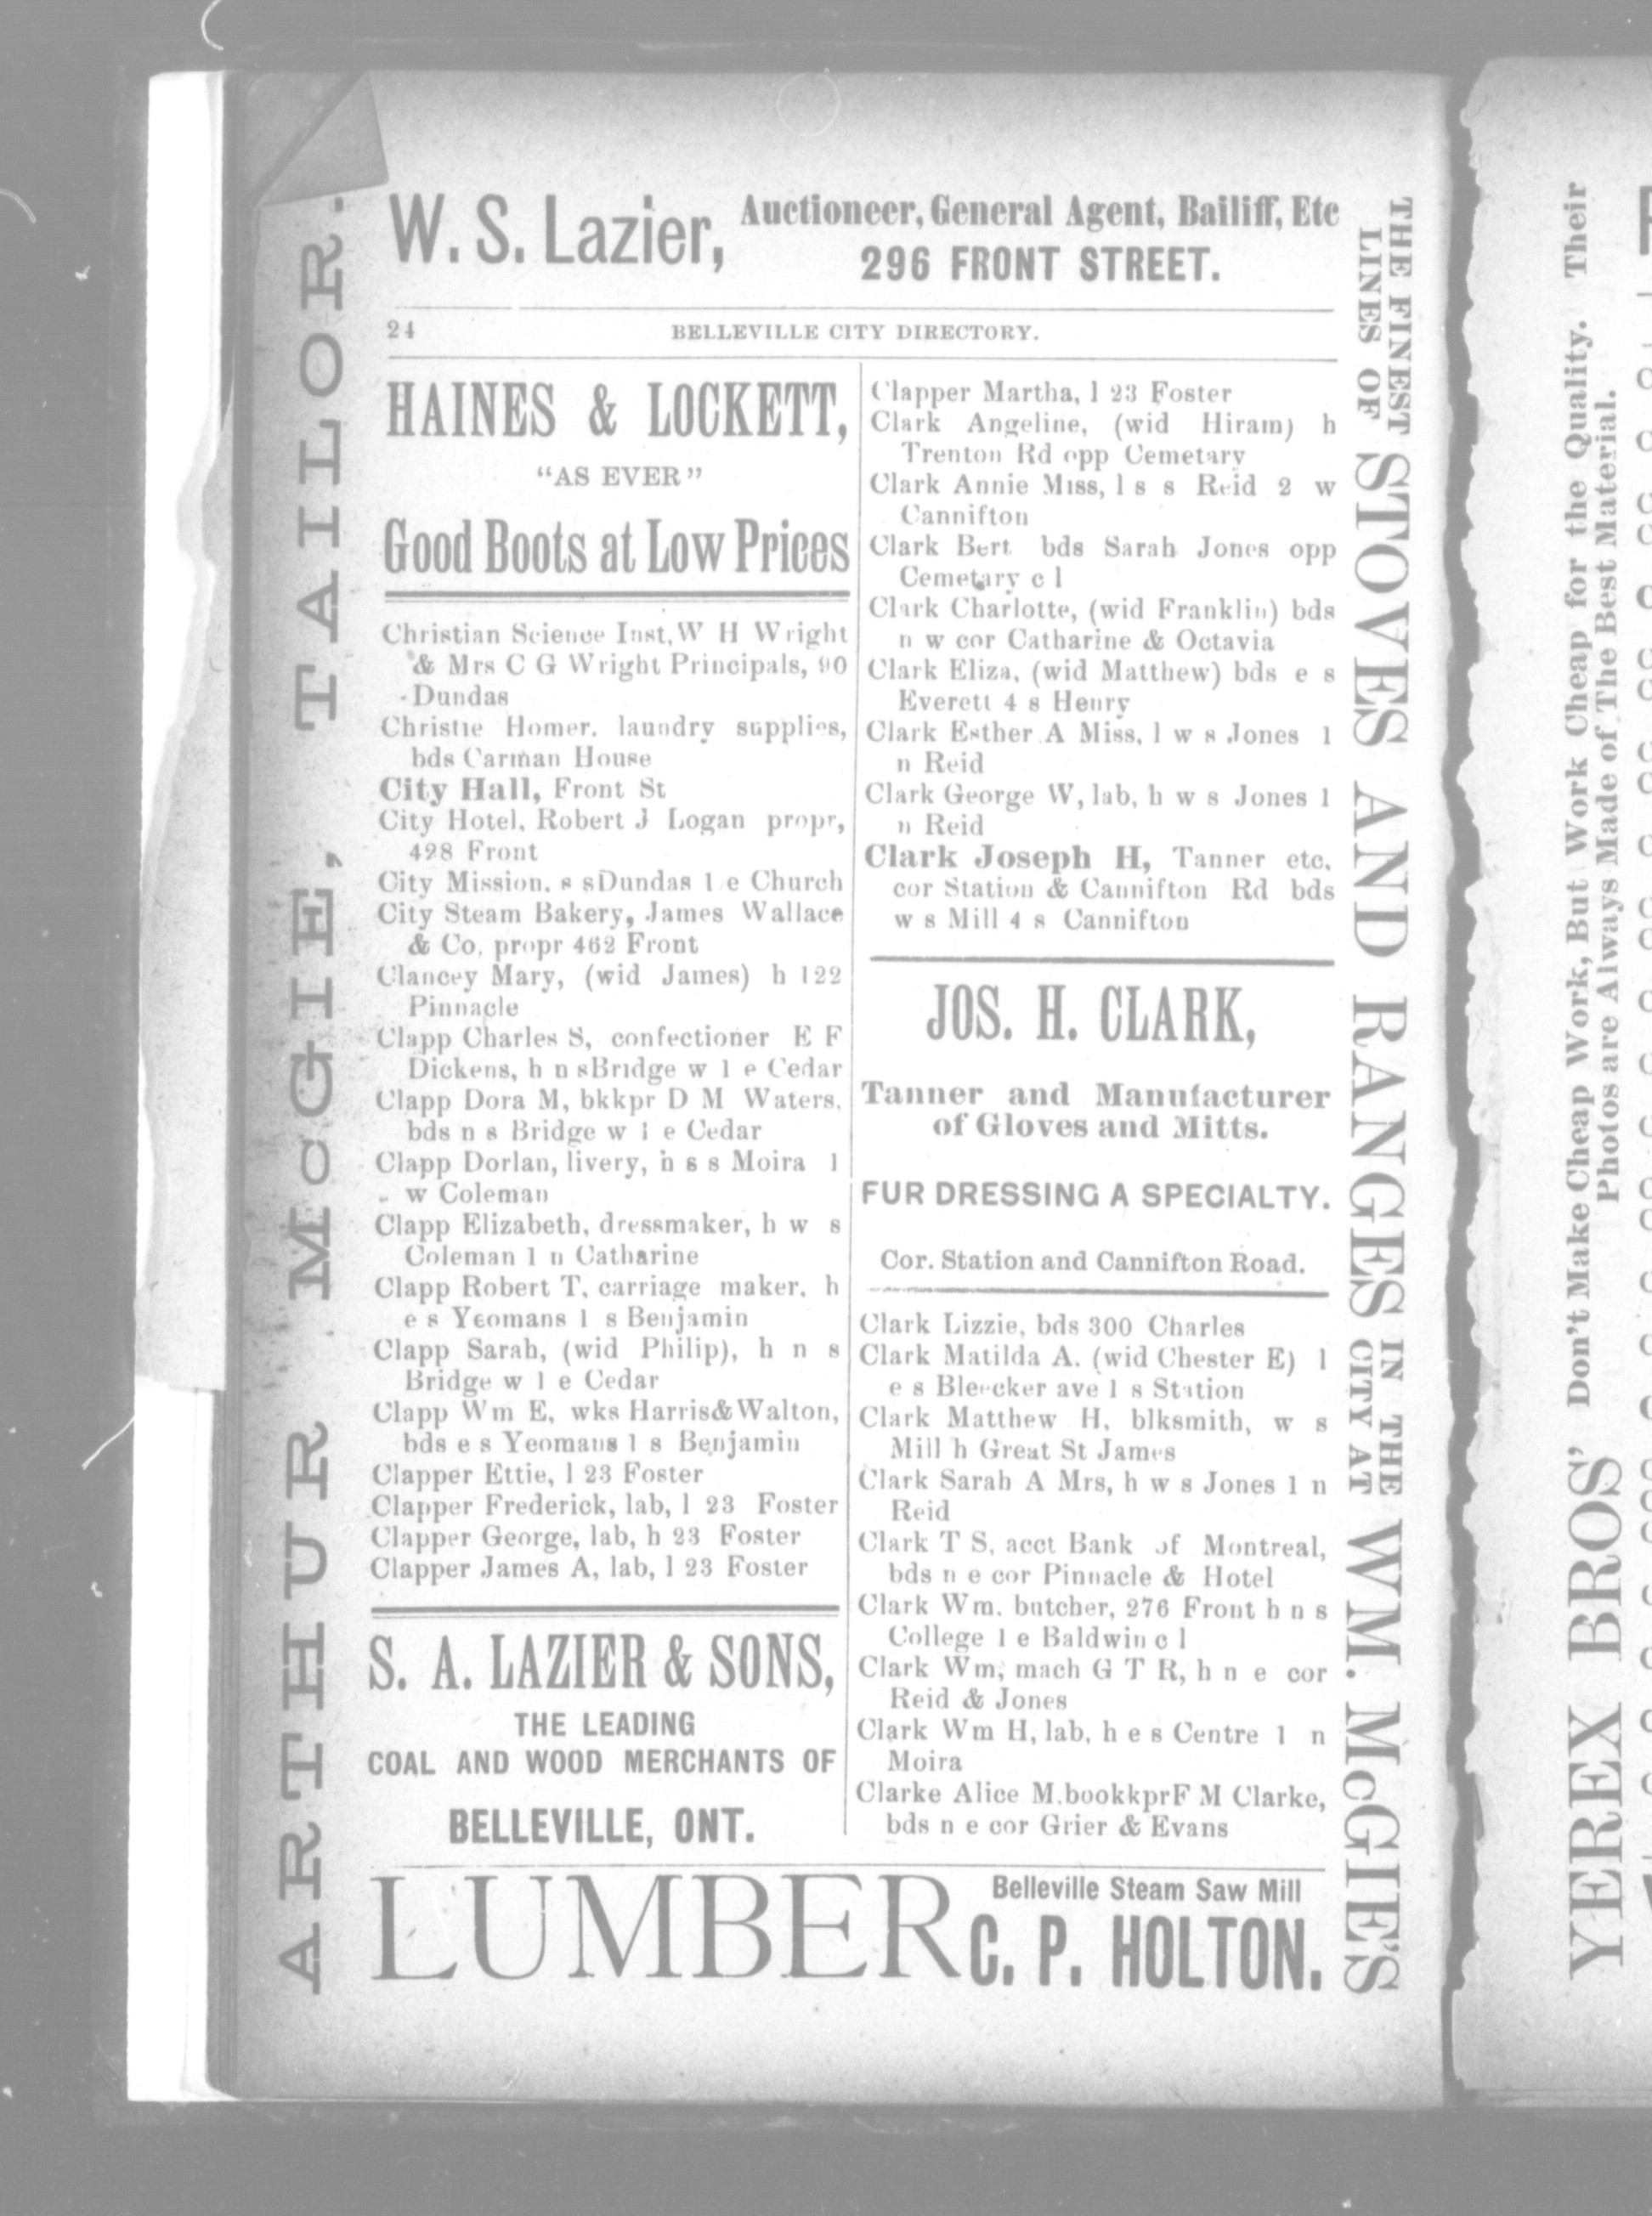 W. S. Lazier, Auctioneer, General Agent, Bailiff, Etc
296 FRONT STREET.
24 BELLEVILLE CITY DIRECTORY.
HAINES & LOCKETT,
"AS EVER"
Good Boots at Low Prices
Christian Science Inst, W H Wright
& Mrs C G Wright Principals, 90
Dundas
Christie Homer. laundry supplies,
bds Carman House
City Hall, Front St
City Hotel, Robert J Logan propr,
428 Front
City Mission. s s Dundas 1 e Church
City Steam Bakery, James Wallace
& Co. propr 462 Front
Clancey Mary, (wid James) h 122
Pinnacle
Clapp Charles S, confectioner E F
Dickens, h n s Bridge w 1 e Cedar
Clapp Dora M, bkkpr D M Waters,
bds n s Bridge w 1 e Cedar
Clapp Dorlan, livery, h s s Moira 1
w Coleman
Clapp Elizabeth, dressmaker, h w s
Coleman 1 n Catharine
Clapp Robert T, carriage maker, h
e s Yeomans 1 s Benjamin
Clapp Sarah, (wid Philip), h n s
Bridge w 1 e Cedar
Clapp Wm E, wks Harris & Walton,
bds e s Yeomans 1 s Benjamin
Clapper Ettie, l 23 Foster
Clapper Frederick, lab, l 23 Foster
Clapper George, lab, h 23 Foster
Clapper James A, lab, l 23 Foster
S. A. LAZIER & SONS,
THE LEADING
COAL AND WOOD MERCHANTS OF
BELLEVILLE, ONT.
Clapper Martha, l 23 Foster
Clark Angeline, (wid Hiram) h
Trenton Rd opp Cemetary
Clark Annie Miss, l s s Reid 2 w
Cannifton
Clark Bert bds Sarah Jones opp
Cemetary c l
Clark Charlotte, (wid Franklin) bds
n w cor Catharine & Octavia
Clark Eliza, (wid Matthew) bds e s
Everett 4 s Henry
Clark Esther A Miss, l w s Jones 1
n Reid
Clark George W, lab, h w s Jones 1
n Reid
Clark Joseph H, Tanner etc,
cor Station & Cannifton Rd bds
w s Mill 4 s Cannifton
JOS. H. CLARK,
Tanner and Manufacturer
of Gloves and Mitts.
FUR DRESSING A SPECIALTY.
Cor. Station and Cannifton Road.
Clark Lizzie, bds 300 Charles
Clark Matilda A. (wid Chester E) l
e s Bleecker ave 1 s Station
Clark Matthew H, blksmith, w s
Mill h Great St James
Clark Sarah A Mrs, h w s Jones 1 n
Reid
Clark T S, acct Bank of Montreal,
bds n e cor Pinnacle & Hotel
Clark Wm. butcher, 276 Front h n s
College 1 e Baldwin c l
Clark Wm, mach G T R, h n e cor
Reid & Jones
Clark Wm H, lab, h e s Centre 1 n
Moira
Clarke Alice M. bookkpr F M Clarke,
bds n e cor Grier & Evans
LUMBER Belleville Steam Saw Mill
C. P. HOLTON.
ARTHUR McGIE, TAILOR.
THE FINEST
LINES OF STOVES AND RANGES IN THE
CITY AT WM. McGIE'S
YEREX BROS' Don't Make Cheap Work, But Work Cheap for the Quality. Their
Photos are Always Made of The Best Material.